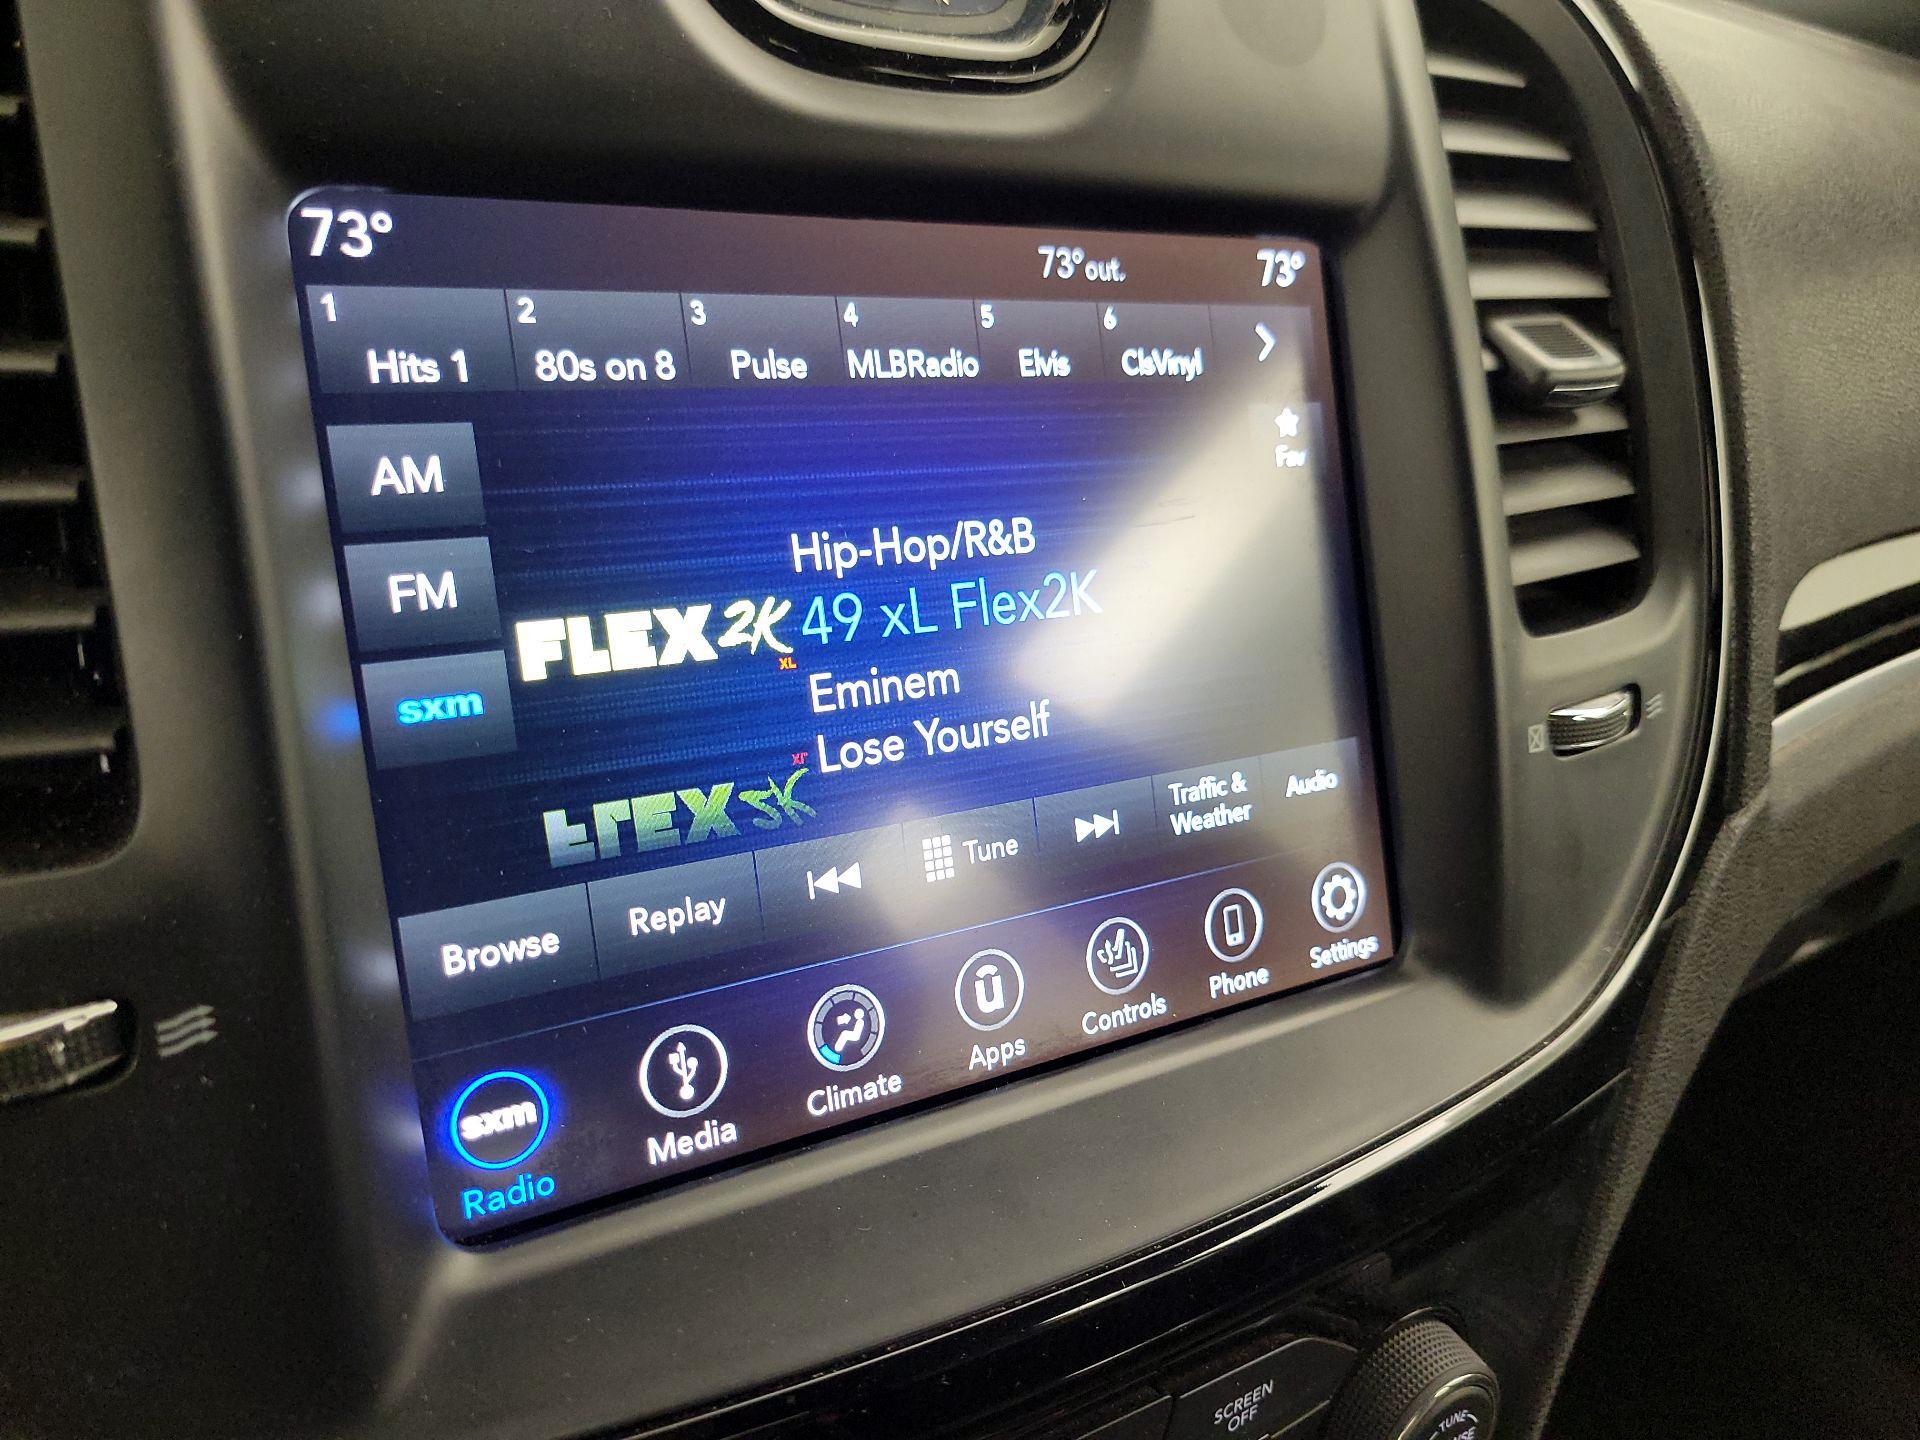 73°
73° out.
73°
1
Hits 1
2
80s on 8
3
Pulse
4
MLBRadio
5
Elvis
6
ClsVinyl
Fav
AM
FM
sxm
FLEX 2K
XL
Hip-Hop/R&B
49 xL Flex2K
Eminem
Lose Yourself
Browse
Replay
Tune
Traffic &
Weather
Audio
sxm
Radio
Media
Climate
Apps
Controls
Phone
Settings
SCREEN
OFF
TUNE